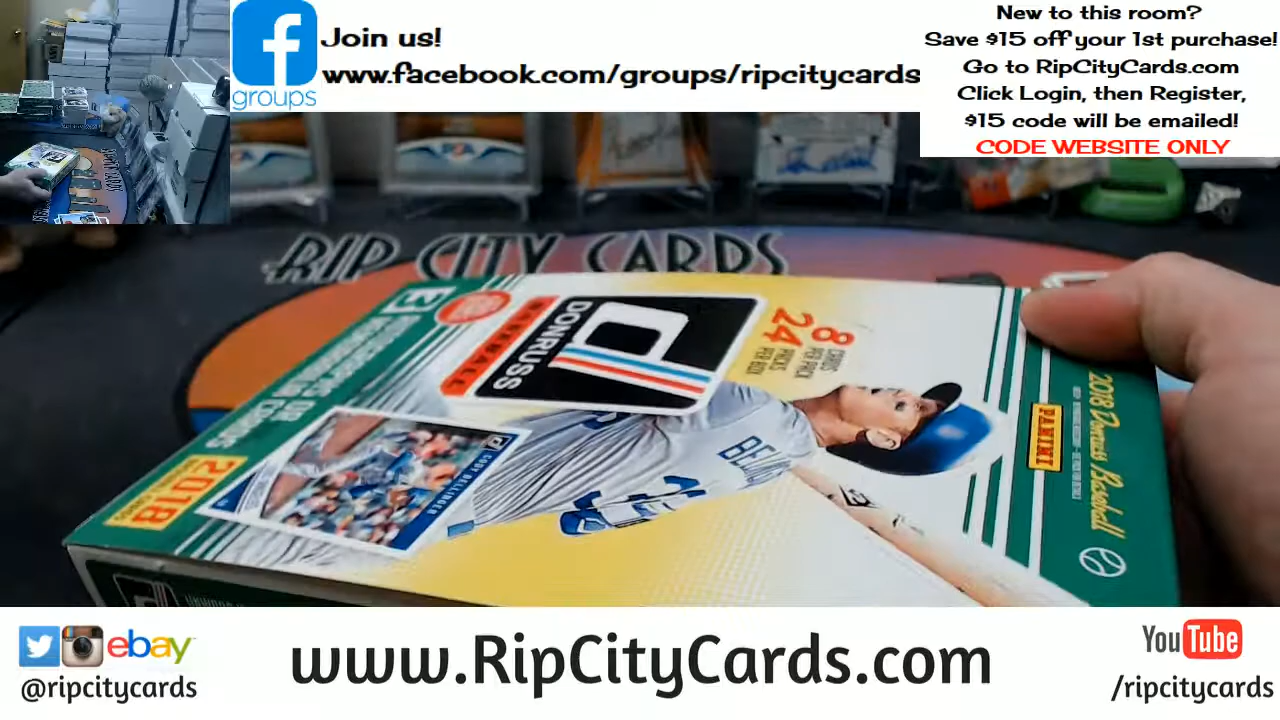 Join us!
www.facebook.com/groups/ripcitycards
groups
New to this room?
Save $15 off your 1st purchase!
Go to RipCityCards.com
Click Login, then Register,
$15 code will be emailed!
CODE WEBSITE ONLY
RIP CITY CARDS
DONRUSS
BASEBALL
8 CARDS PER PACK
24 PACKS PER BOX
CODY BELLINGER
2018
PANINI
2018 Donruss Baseball
ebay
@ripcitycards
www.RipCityCards.com
YouTube
/ripcitycards